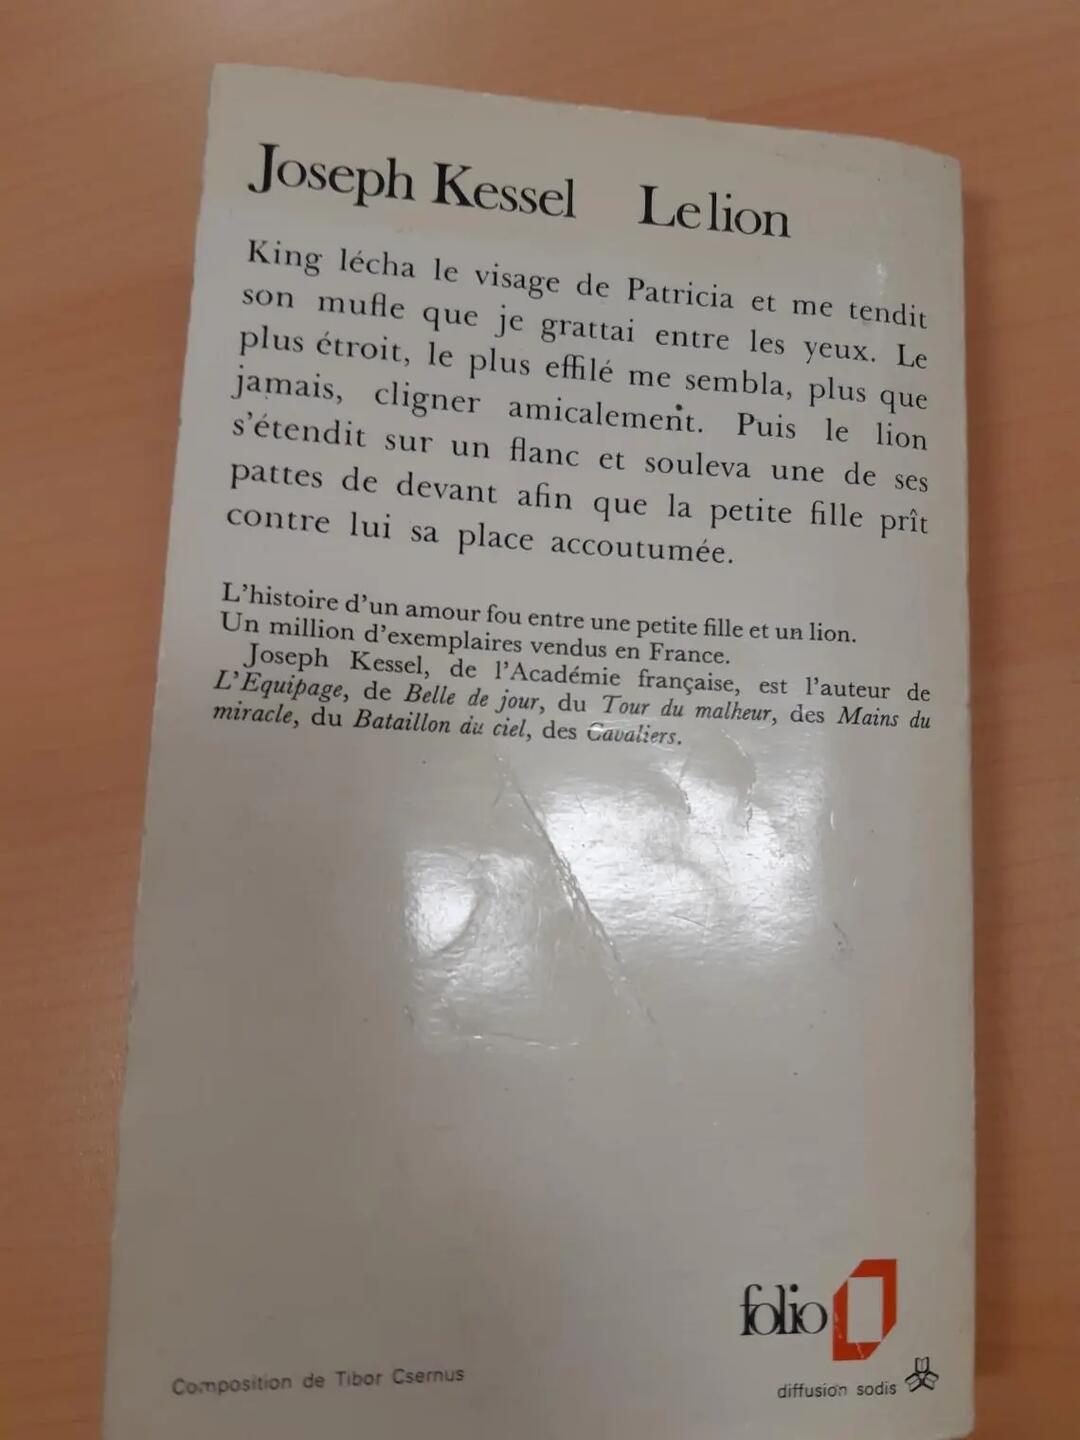 Joseph Kessel Le lion
King lécha le visage de Patricia et me tendit
son mufle que je grattai entre les yeux. Le
plus étroit, le plus effilé me sembla, plus que
jamais, cligner amicalement. Puis le lion
s'étendit sur un flanc et souleva une de ses
pattes de devant afin que la petite fille prît
contre lui sa place accoutumée.
L'histoire d'un amour fou entre une petite fille et un lion.
Un million d'exemplaires vendus en France.
Joseph Kessel, de l'Académie française, est l'auteur de
L'Equipage, de Belle de jour, du Tour du malheur, des Mains du
miracle, du Bataillon du ciel, des Cavaliers.
folio
Composition de Tibor Csernus
diffusion sodis